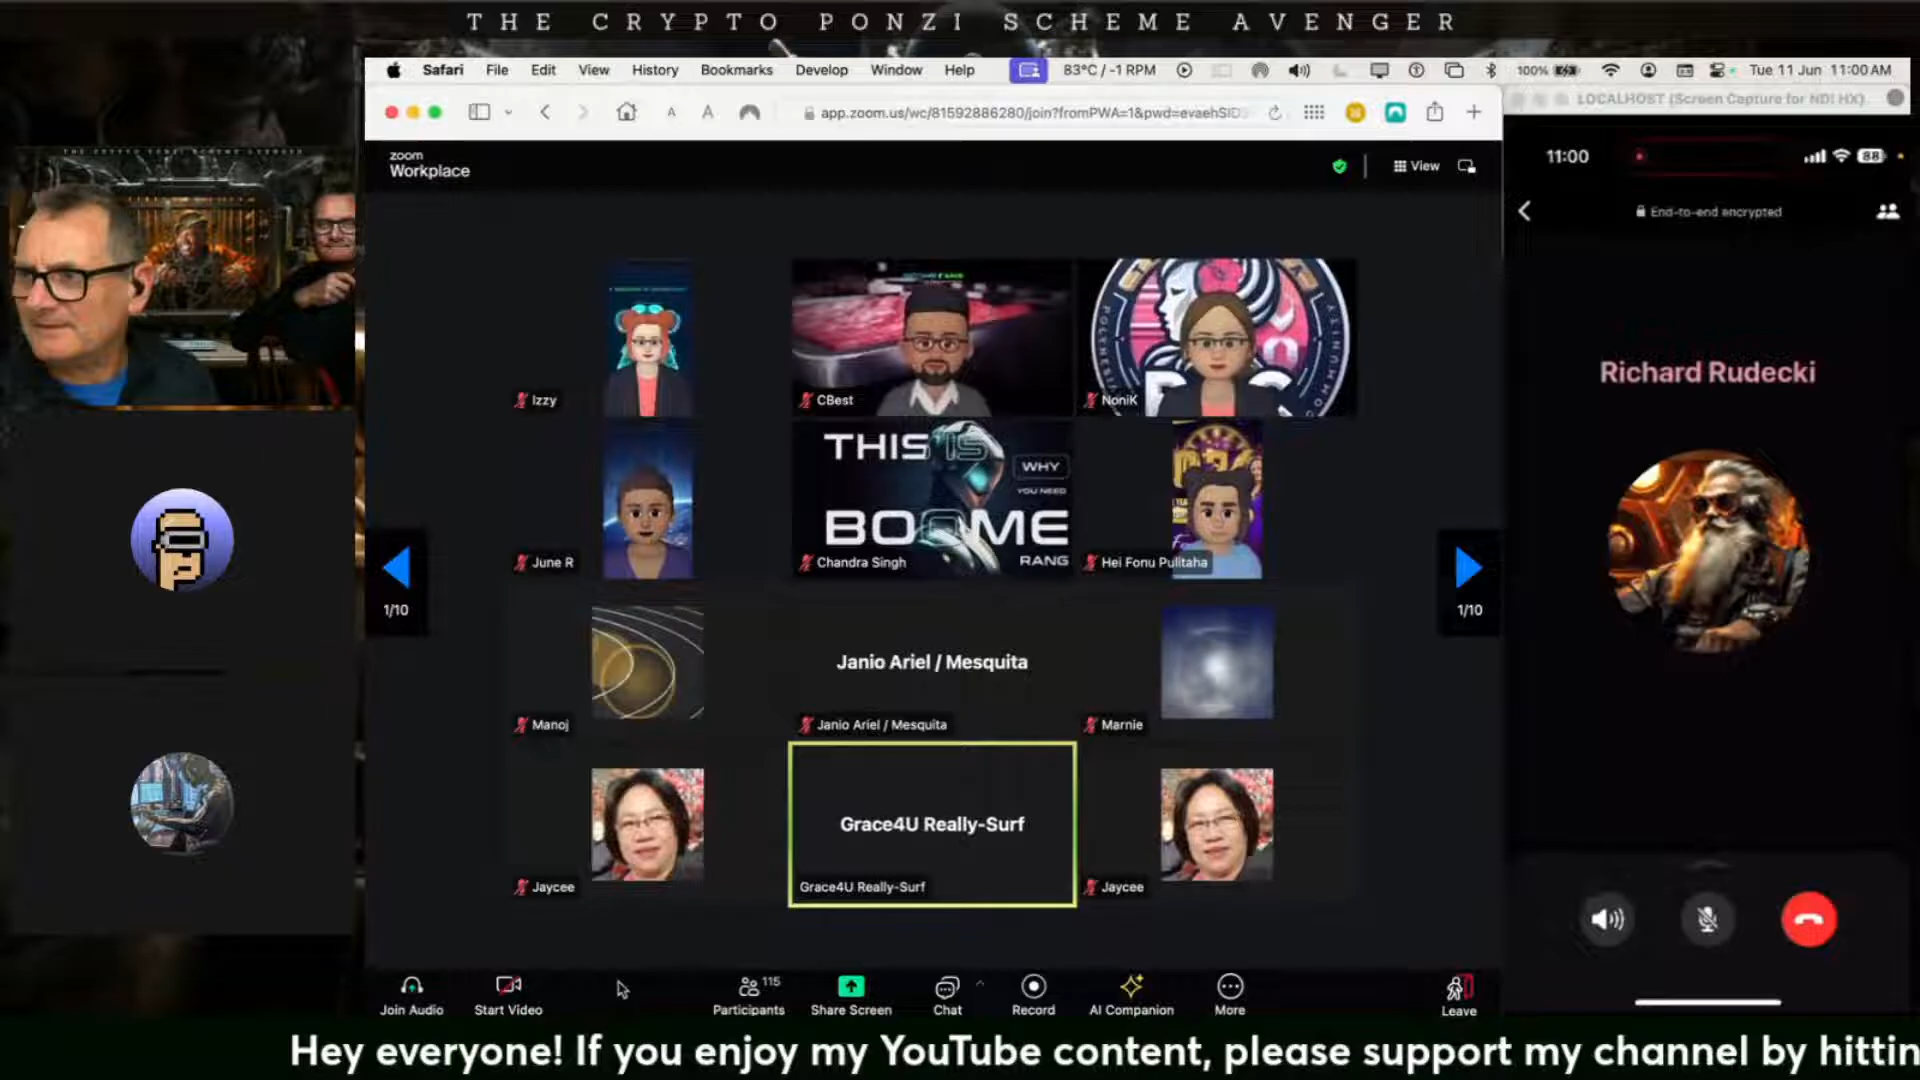 THE CRYPTO PONZI SCHEME AVENGER
Safari File Edit View History Bookmarks Develop Window Help 83°C / -1 RPM 100% Tue 11 Jun 11:00 AM
A A app.zoom.us/wc/81592886280/join?fromPWA=1&pwd=evaehSID
LOCALHOST (Screen Capture for NDI HX)
THE CRYPTO PONZI SCHEME AVENGER
zoom
Workplace
View
11:00
88
End-to-end encrypted
Richard Rudecki
Izzy
CBest
NoniK
THIS IS
WHY
YOU NEED
BOOME
RANG
June R
Chandra Singh
Hei Fonu Pulitaha
1/10
1/10
Janio Ariel / Mesquita
Manoj
Janio Ariel / Mesquita
Marnie
Grace4U Really-Surf
Jaycee
Grace4U Really-Surf
Jaycee
115
Join Audio
Start Video
Participants
Share Screen
Chat
Record
AI Companion
More
Leave
Hey everyone! If you enjoy my YouTube content, please support my channel by hittin